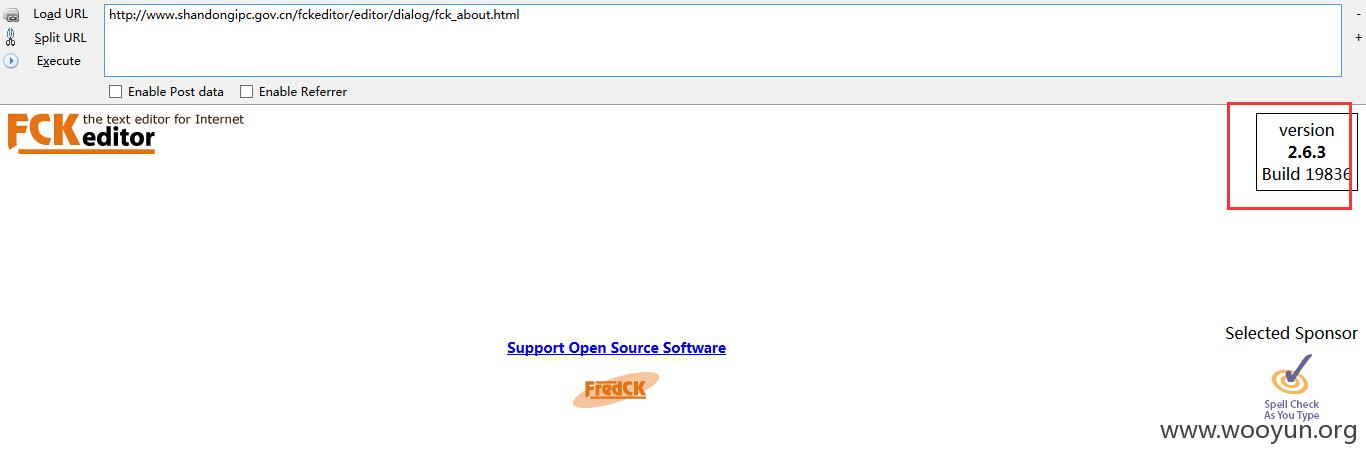 Load URL
http://www.shandongipc.gov.cn/fckeditor/editor/dialog/fck_about.html
-
Split URL
+
Execute
Enable Post data
Enable Referrer
FCKeditor
the text editor for Internet
version
2.6.3
Build 19836
Support Open Source Software
FredCK
Selected Sponsor
Spell Check
As You Type
www.wooyun.org